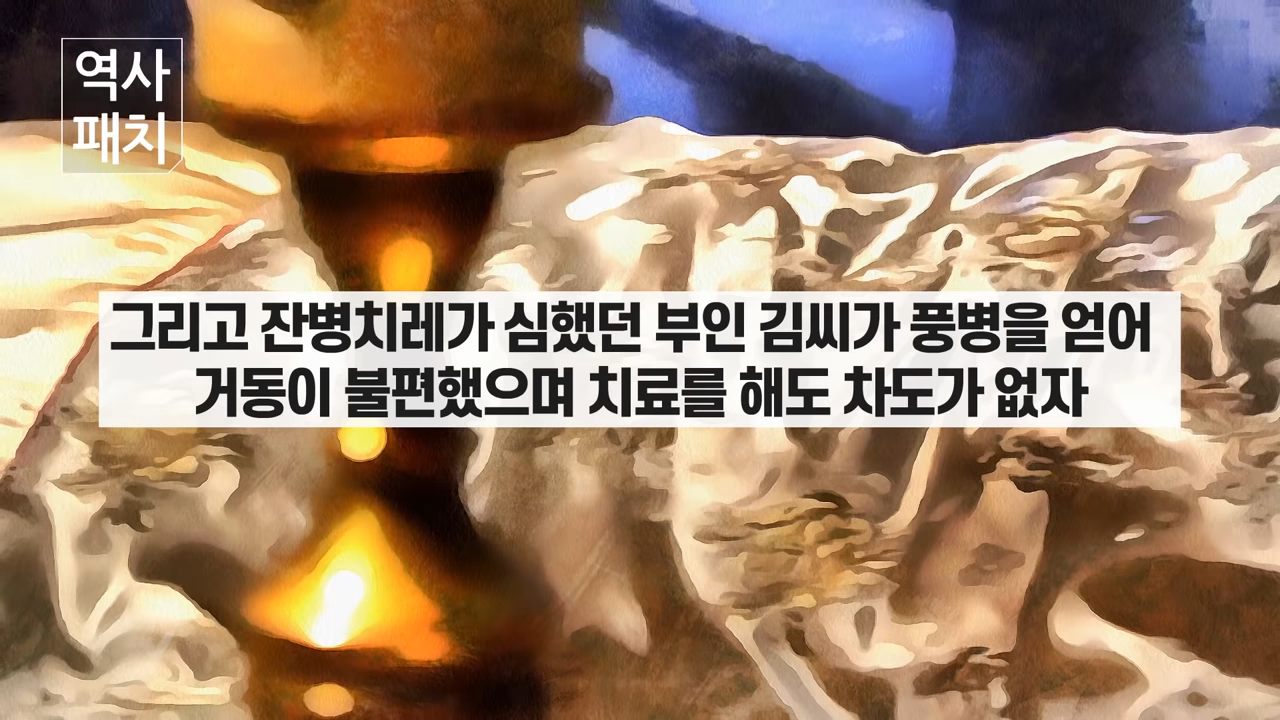 역사
패치
그리고 잔병치레가 심했던 부인 김씨가 풍병을 얻어
거동이 불편했으며 치료를 해도 차도가 없자